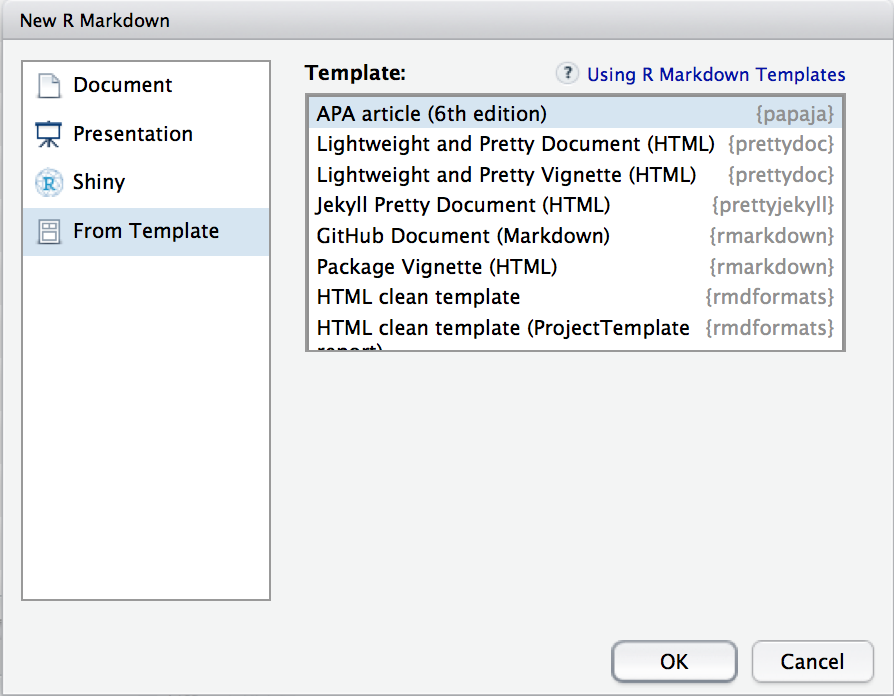 New R Markdown
Document
Presentation
Shiny
From Template
Template:
? Using R Markdown Templates
APA article (6th edition) {papaja}
Lightweight and Pretty Document (HTML) {prettydoc}
Lightweight and Pretty Vignette (HTML) {prettydoc}
Jekyll Pretty Document (HTML) {prettyjekyll}
GitHub Document (Markdown) {rmarkdown}
Package Vignette (HTML) {rmarkdown}
HTML clean template {rmdformats}
HTML clean template (ProjectTemplate {rmdformats}
report)
OK
Cancel